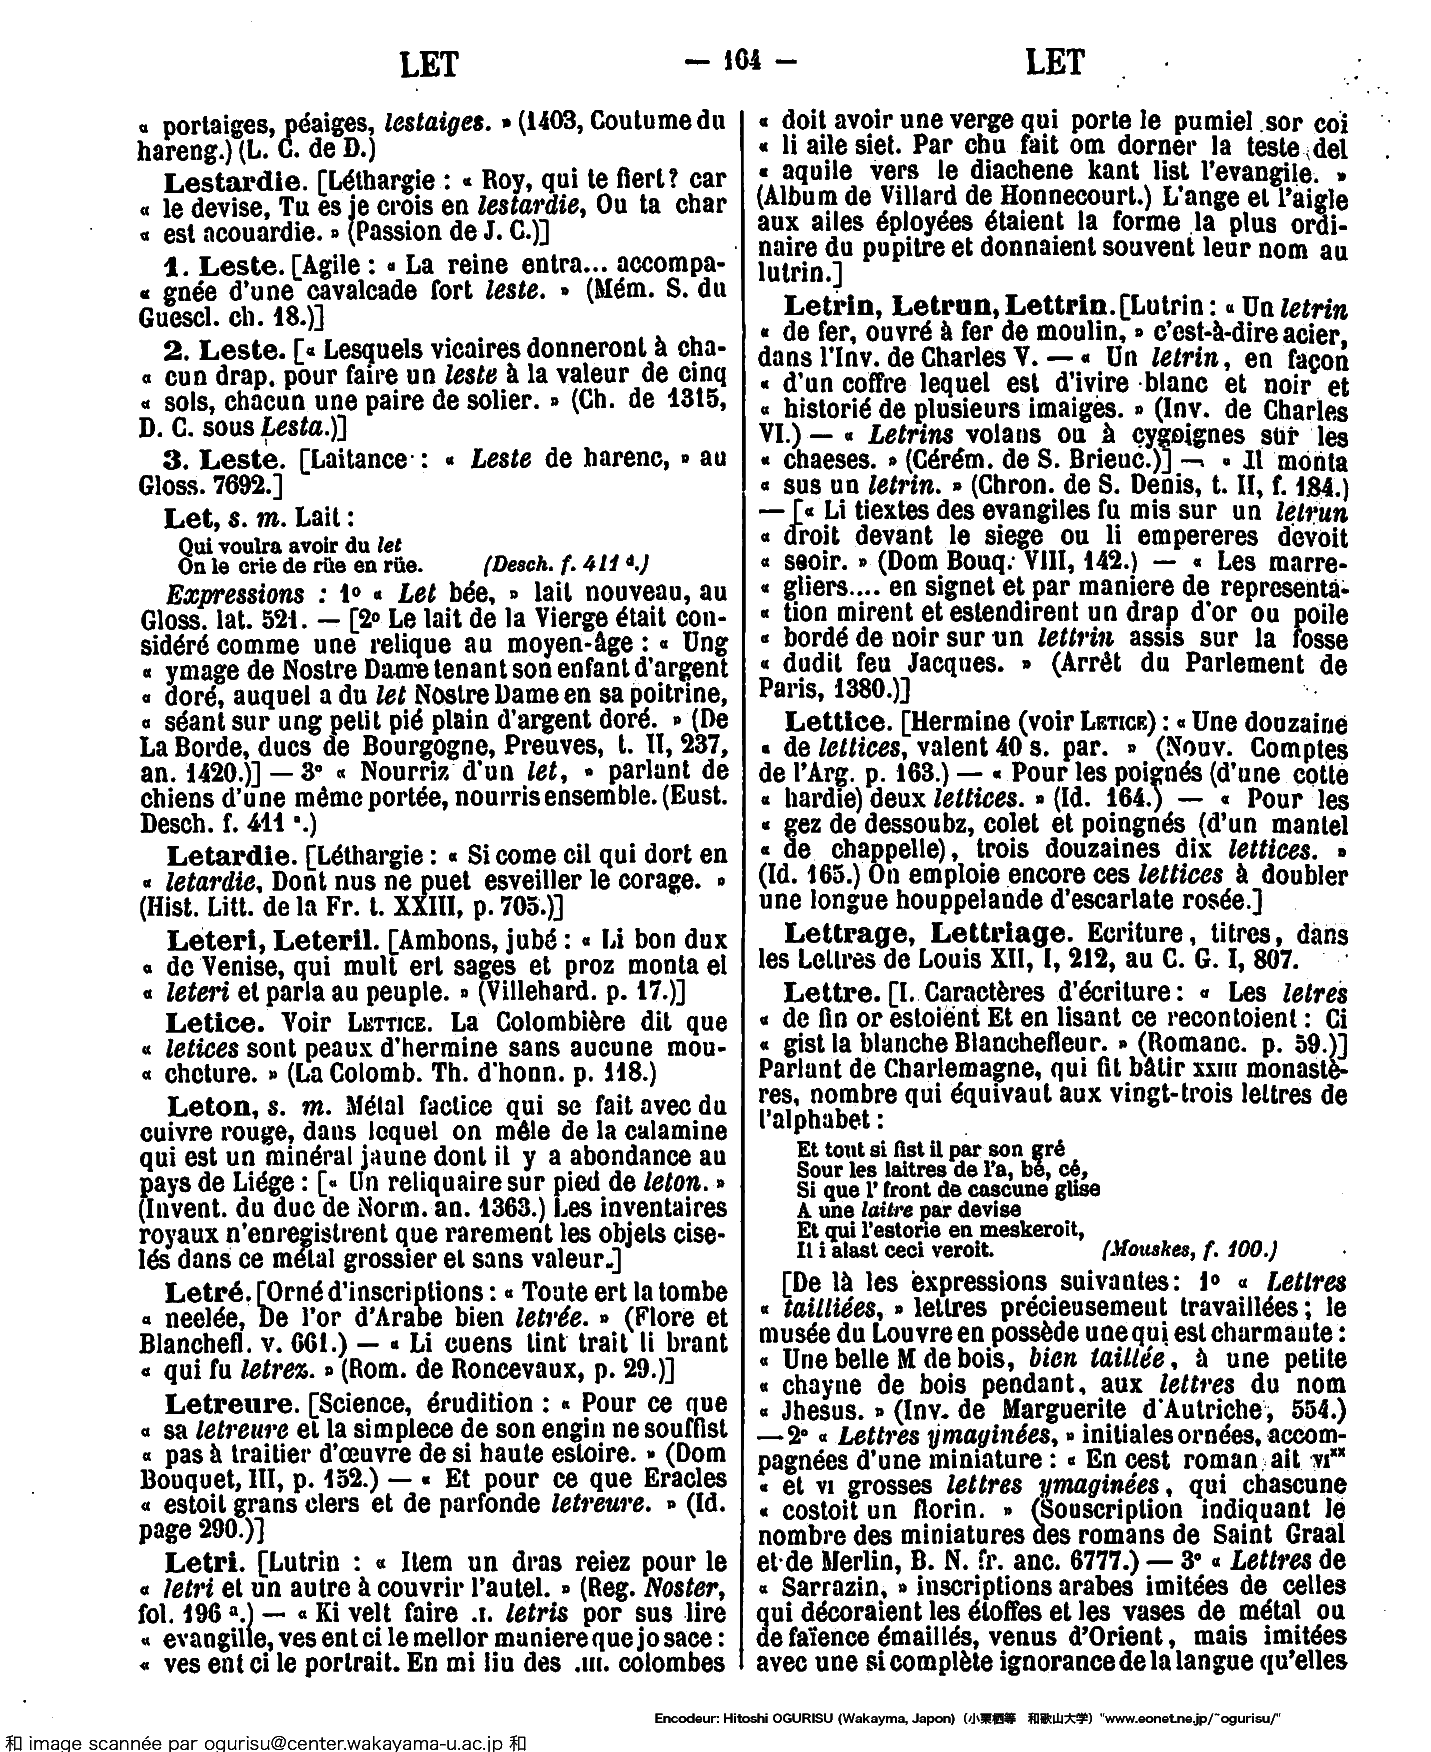 LET — 164 — LET
« portaiges, péaiges, lestaiges. » (1403, Coutume du
hareng.) (L. C. de D.)
Lestardie. [Léthargie : « Roy, qui te fiert? car
« le devise, Tu es je crois en lestardie, Ou ta char
« est acouardie. » (Passion de J. C.)]
1. Leste. [Agile : « La reine entra... accompa-
« gnée d'une cavalcade fort leste. » (Mém. S. du
Guescl. ch. 18.)]
2. Leste. [« Lesquels vicaires donneront à cha-
« cun drap, pour faire un leste à la valeur de cinq
« sols, chacun une paire de solier. » (Ch. de 1315,
D. C. sous Lesta.)]
3. Leste. [Laitance : « Leste de harenc, » au
Gloss. 7692.]
Let, s. m. Lait :
Qui voulra avoir du let
On le crie de rüe en rüe. (Desch. f. 411 d.)
Expressions : 1º « Let bée, » lait nouveau, au
Gloss. lat. 521. — [2º Le lait de la Vierge était con-
sidéré comme une relique au moyen-âge : « Ung
« ymage de Nostre Dame tenant son enfant d'argent
« doré, auquel a du let Nostre Dame en sa poitrine,
« séant sur ung petit pié plain d'argent doré. » (De
La Borde, ducs de Bourgogne, Preuves, t. II, 237,
an. 1420.)] — 3º « Nourriz d'un let, » parlant de
chiens d'une même portée, nourris ensemble. (Eust.
Desch. f. 411 a.)
Letardie. [Léthargie : « Si come cil qui dort en
« letardie, Dont nus ne puet esveiller le corage. »
(Hist. Litt. de la Fr. t. XXIII, p. 705.)]
Leteri, Leteril. [Ambons, jubé : « Li bon dux
« de Venise, qui mult ert sages et proz monta el
« leteri et parla au peuple. » (Villehard. p. 17.)]
Letice. Voir LETTICE. La Colombière dit que
« letices sont peaux d'hermine sans aucune mou-
« cheture. » (La Colomb. Th. d'honn. p. 118.)
Leton, s. m. Métal factice qui se fait avec du
cuivre rouge, dans lequel on mêle de la calamine
qui est un minéral jaune dont il y a abondance au
pays de Liége : [« Un reliquaire sur pied de leton. »
(Invent. du duc de Norm. an. 1363.) Les inventaires
royaux n'enregistrent que rarement les objets cise-
lés dans ce métal grossier et sans valeur.]
Letré. [Orné d'inscriptions : « Toute ert la tombe
« neelée, De l'or d'Arabe bien letrée. » (Flore et
Blanchefl. v. 661.) — « Li cuens tint trait li brant
« qui fu letrez. » (Rom. de Roncevaux, p. 29.)]
Letreure. [Science, érudition : « Pour ce que
« sa letreure et la simplece de son engin ne souffist
« pas à traitier d'œuvre de si haute estoire. » (Dom
Bouquet, III, p. 152.) — « Et pour ce que Eracles
« estoit grans clers et de parfonde letreure. » (Id.
page 290.)]
Letri. [Lutrin : « Item un dras reiez pour le
« letri et un autre à couvrir l'autel. » (Reg. Noster,
fol. 196 a.) — « Ki velt faire .I. letris por sus lire
« evangille, ves ent ci le mellor maniere que jo sace :
« ves ent ci le portrait. En mi liu des .III. colombes
« doit avoir une verge qui porte le pumiel sor coi
« li aile siet. Par chu fait om dorner la teste del
« aquile vers le diachene kant list l'evangile. »
(Album de Villard de Honnecourt.) L'ange et l'aigle
aux ailes éployées étaient la forme la plus ordi-
naire du pupitre et donnaient souvent leur nom au
lutrin.]
Letrin, Letrun, Lettrin. [Lutrin : « Un letrin
« de fer, ouvré à fer de moulin, » c'est-à-dire acier,
dans l'Inv. de Charles V. — « Un letrin, en façon
« d'un coffre lequel est d'ivire blanc et noir et
« historié de plusieurs imaiges. » (Inv. de Charles
VI.) — « Letrins volans ou à cygoignes sur les
« chaeses. » (Cérém. de S. Brieuc.)] — « Il monta
« sus un letrin. » (Chron. de S. Denis, t. II, f. 184.)
— [« Li tiextes des evangiles fu mis sur un letrun
« droit devant le siege ou li empereres devoit
« seoir. » (Dom Bouq. VIII, 142.) — « Les marre-
« gliers.... en signet et par maniere de representa-
« tion mirent et estendirent un drap d'or ou poile
« bordé de noir sur un lettrin assis sur la fosse
« dudit feu Jacques. » (Arrêt du Parlement de
Paris, 1380.)]
Lettice. [Hermine (voir LETICE) : « Une douzaine
« de lettices, valent 40 s. par. » (Nouv. Comptes
de l'Arg. p. 163.) — « Pour les poignés (d'une cotte
« hardie) deux lettices. » (Id. 164.) — « Pour les
« gez de dessoubz, colet et poingnés (d'un mantel
« de chappelle), trois douzaines dix lettices. »
(Id. 165.) On emploie encore ces lettices à doubler
une longue houppelande d'escarlate rosée.]
Lettrage, Lettriage. Ecriture, titres, dans
les Lettres de Louis XII, I, 212, au C. G. I, 807.
Lettre. [I. Caractères d'écriture : « Les letres
« de fin or estoient Et en lisant ce recontoient : Ci
« gist la blanche Blanchefleur. » (Romanc. p. 59.)]
Parlant de Charlemagne, qui fit bâtir XXIII monastè-
res, nombre qui équivaut aux vingt-trois lettres de
l'alphabet :
Et tout si fist il par son gré
Sour les laitres de l'a, bé, cé,
Si que l' front de cascune glise
A une laitre par devise
Et qui l'estorie en meskeroit,
Il i alast ceci veroit. (Mouskes, f. 100.)
[De là les expressions suivantes : 1º « Lettres
« tailliées, » lettres précieusement travaillées ; le
musée du Louvre en possède une qui est charmante :
« Une belle M de bois, bien taillée, à une petite
« chayne de bois pendant, aux lettres du nom
« Jhesus. » (Inv. de Marguerite d'Autriche, 554.)
— 2º « Lettres ymaginées, » initiales ornées, accom-
pagnées d'une miniature : « En cest roman ait VIxx
« et VI grosses lettres ymaginées, qui chascune
« costoit un florin. » (Souscription indiquant le
nombre des miniatures des romans de Saint Graal
et de Merlin, B. N. fr. anc. 6777.) — 3º « Lettres de
« Sarrazin, » inscriptions arabes imitées de celles
qui décoraient les étoffes et les vases de métal ou
de faïence émaillés, venus d'Orient, mais imitées
avec une si complète ignorance de la langue qu'elles
Encodeur: Hitoshi OGURISU (Wakayma, Japon) (小栗栖等 和歌山大学) "www.eonet.ne.jp/~ogurisu/"
和 image scannée par ogurisu@center.wakayama-u.ac.jp 和